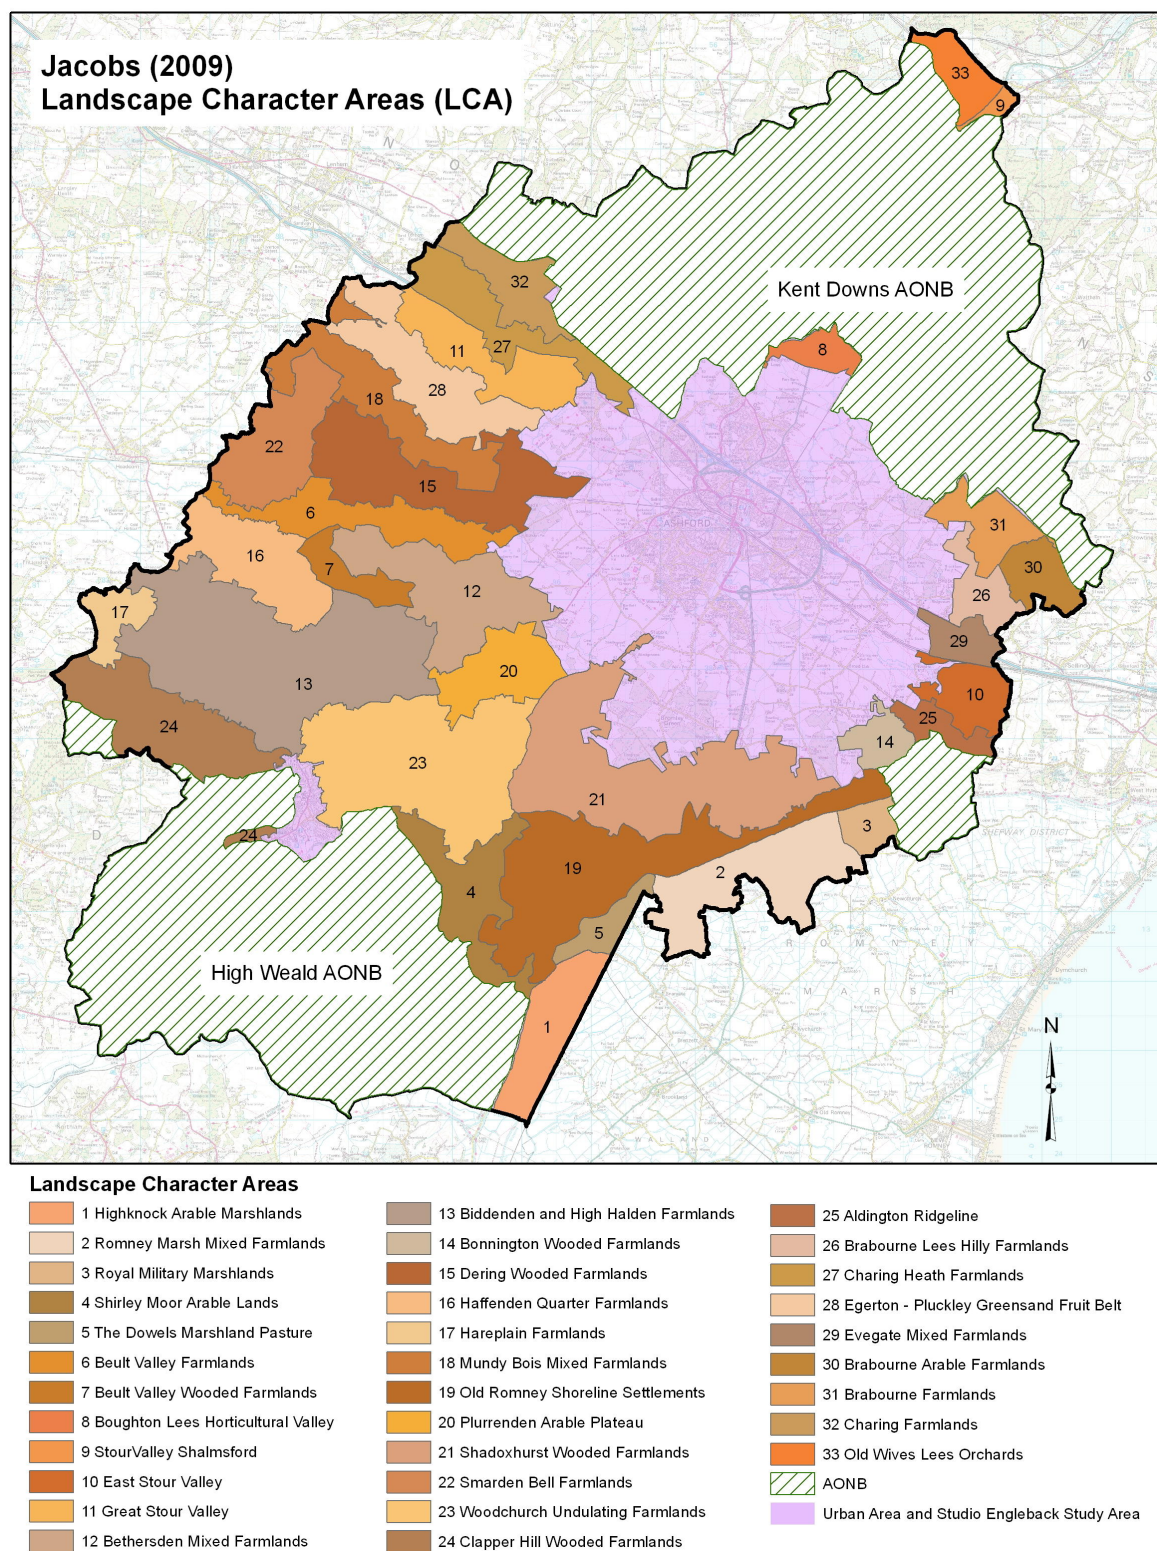 Jacobs (2009)
Landscape Character Areas (LCA)
33
9
32
Kent Downs AONB
8
11
27
28
18
22
15
6
ASHFORD
31
16
7
30
12
26
17
29
20
13
10
25
24
14
23
21
3
24
19
2
4
SHEPWAY DISTRICT
5
ROMNEY
High Weald AONB
MARSH
1
N
WALLAND
Landscape Character Areas
1 Highknock Arable Marshlands
2 Romney Marsh Mixed Farmlands
3 Royal Military Marshlands
4 Shirley Moor Arable Lands
5 The Dowels Marshland Pasture
6 Beult Valley Farmlands
7 Beult Valley Wooded Farmlands
8 Boughton Lees Horticultural Valley
9 StourValley Shalmsford
10 East Stour Valley
11 Great Stour Valley
12 Bethersden Mixed Farmlands
13 Biddenden and High Halden Farmlands
14 Bonnington Wooded Farmlands
15 Dering Wooded Farmlands
16 Haffenden Quarter Farmlands
17 Hareplain Farmlands
18 Mundy Bois Mixed Farmlands
19 Old Romney Shoreline Settlements
20 Plurrenden Arable Plateau
21 Shadoxhurst Wooded Farmlands
22 Smarden Bell Farmlands
23 Woodchurch Undulating Farmlands
24 Clapper Hill Wooded Farmlands
25 Aldington Ridgeline
26 Brabourne Lees Hilly Farmlands
27 Charing Heath Farmlands
28 Egerton - Pluckley Greensand Fruit Belt
29 Evegate Mixed Farmlands
30 Brabourne Arable Farmlands
31 Brabourne Farmlands
32 Charing Farmlands
33 Old Wives Lees Orchards
AONB
Urban Area and Studio Engleback Study Area